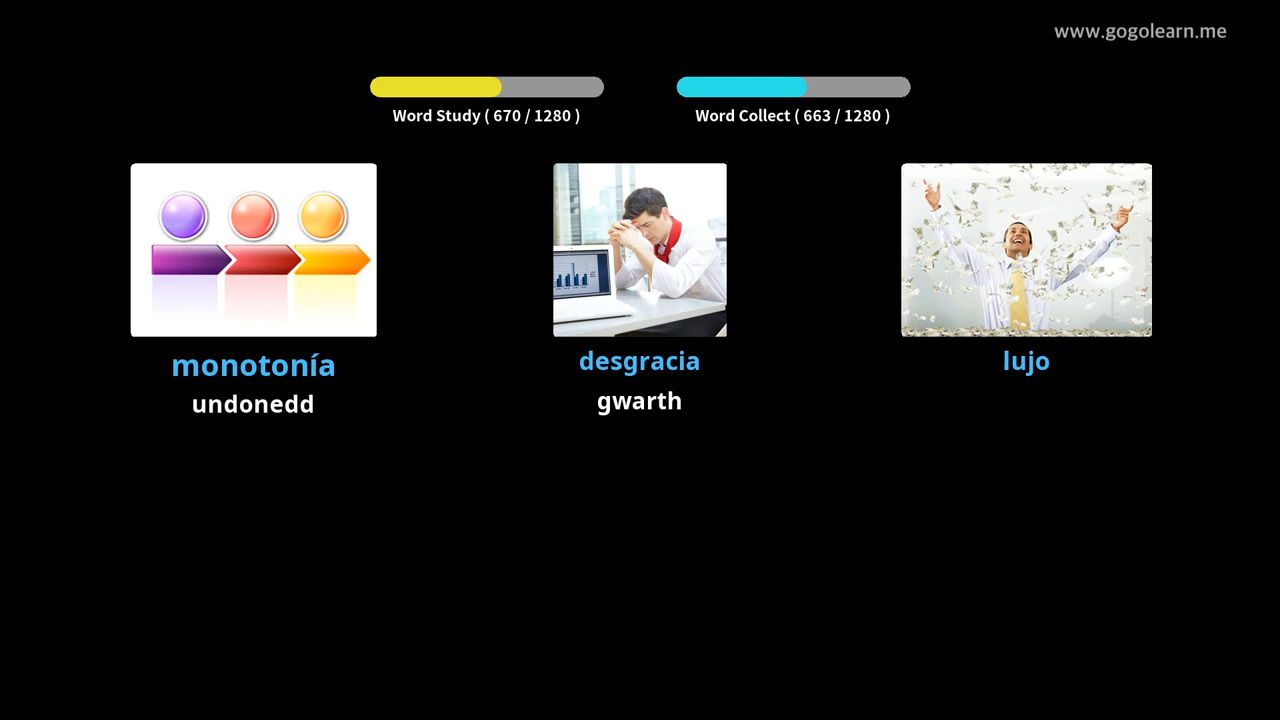 www.gogolearn.me
Word Study ( 670 / 1280 )
Word Collect ( 663 / 1280 )
monotonía
undonedd
desgracia
gwarth
lujo